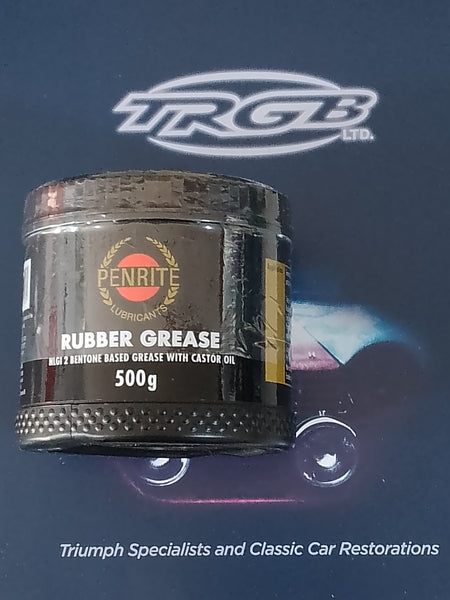 TRGB
LTD.
PENRITE
LUBRICANTS
RUBBER GREASE
NLGI 2 BENTONE BASED GREASE WITH CASTOR OIL
500g
Triumph Specialists and Classic Car Restorations